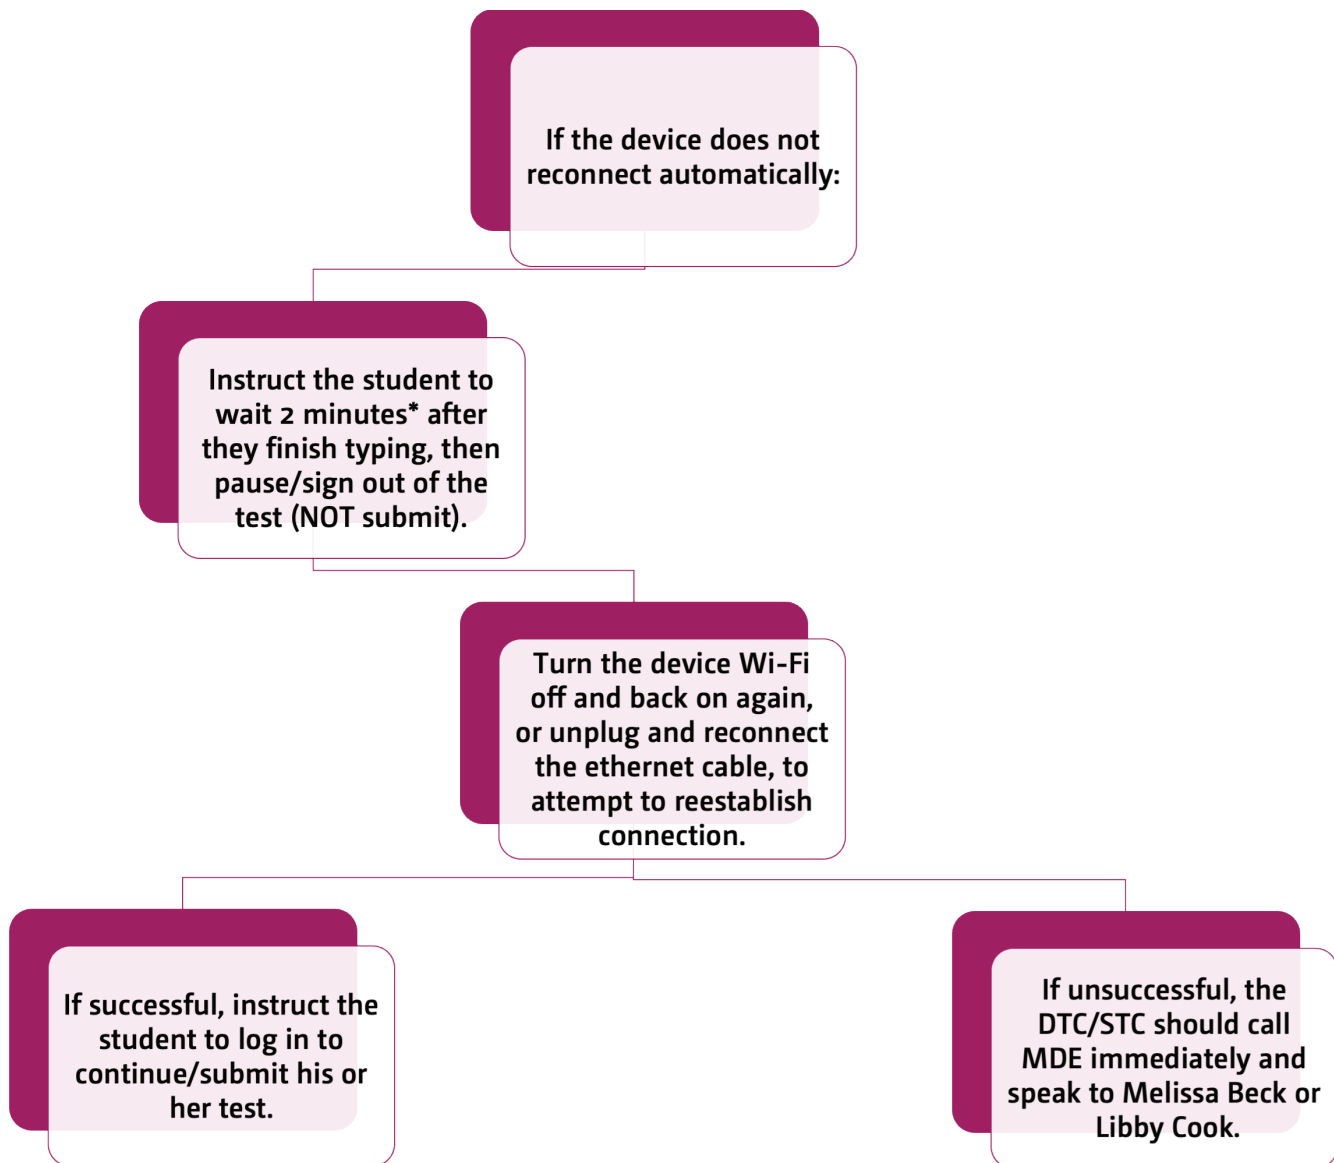 If the device does not
reconnect automatically:
Instruct the student to
wait 2 minutes* after
they finish typing, then
pause/sign out of the
test (NOT submit).
Turn the device Wi-Fi
off and back on again,
or unplug and reconnect
the ethernet cable, to
attempt to reestablish
connection.
If successful, instruct the
student to log in to
continue/submit his or
her test.
If unsuccessful, the
DTC/STC should call
MDE immediately and
speak to Melissa Beck or
Libby Cook.